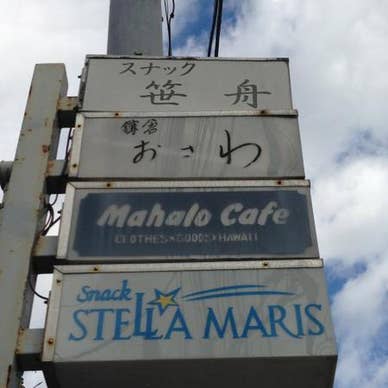 スナック
笹舟
鎌倉
おさわ
Mahalo Cafe
CLOTHES×GOODS×HAWAII
Snack
STELLA MARIS